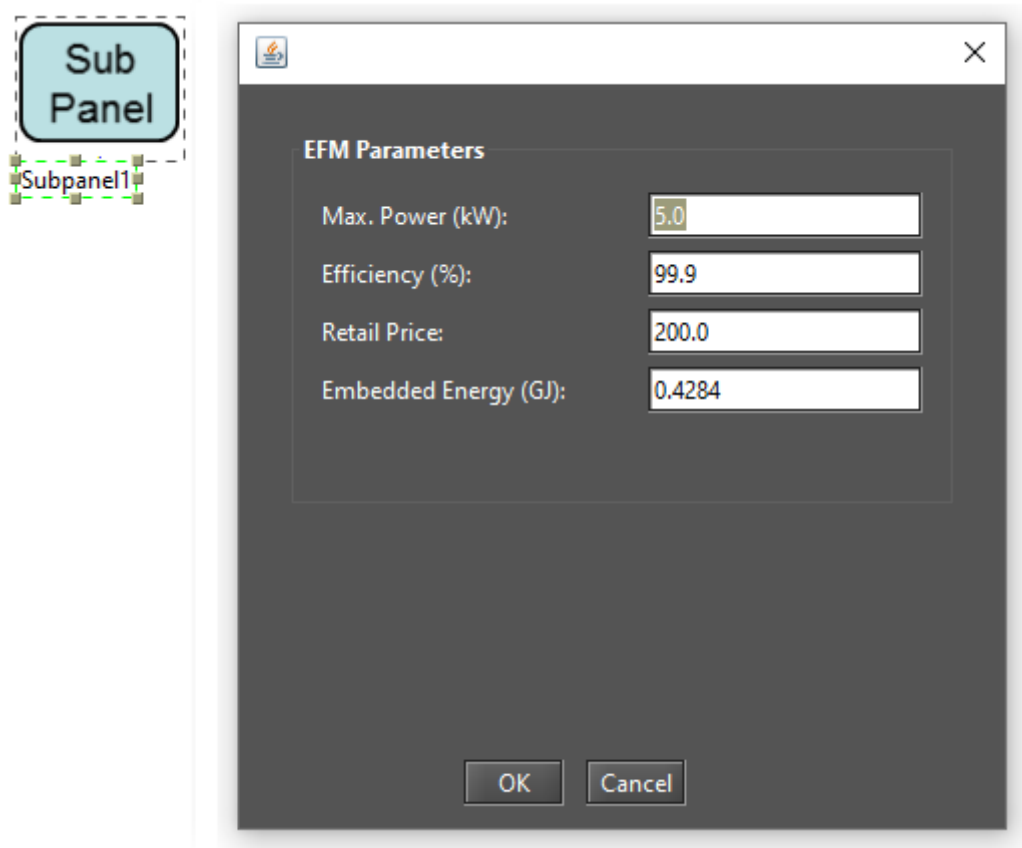 Sub
Panel
Subpanel1
EFM Parameters
Max. Power (kW): 5.0
Efficiency (%): 99.9
Retail Price: 200.0
Embedded Energy (GJ): 0.4284
OK Cancel